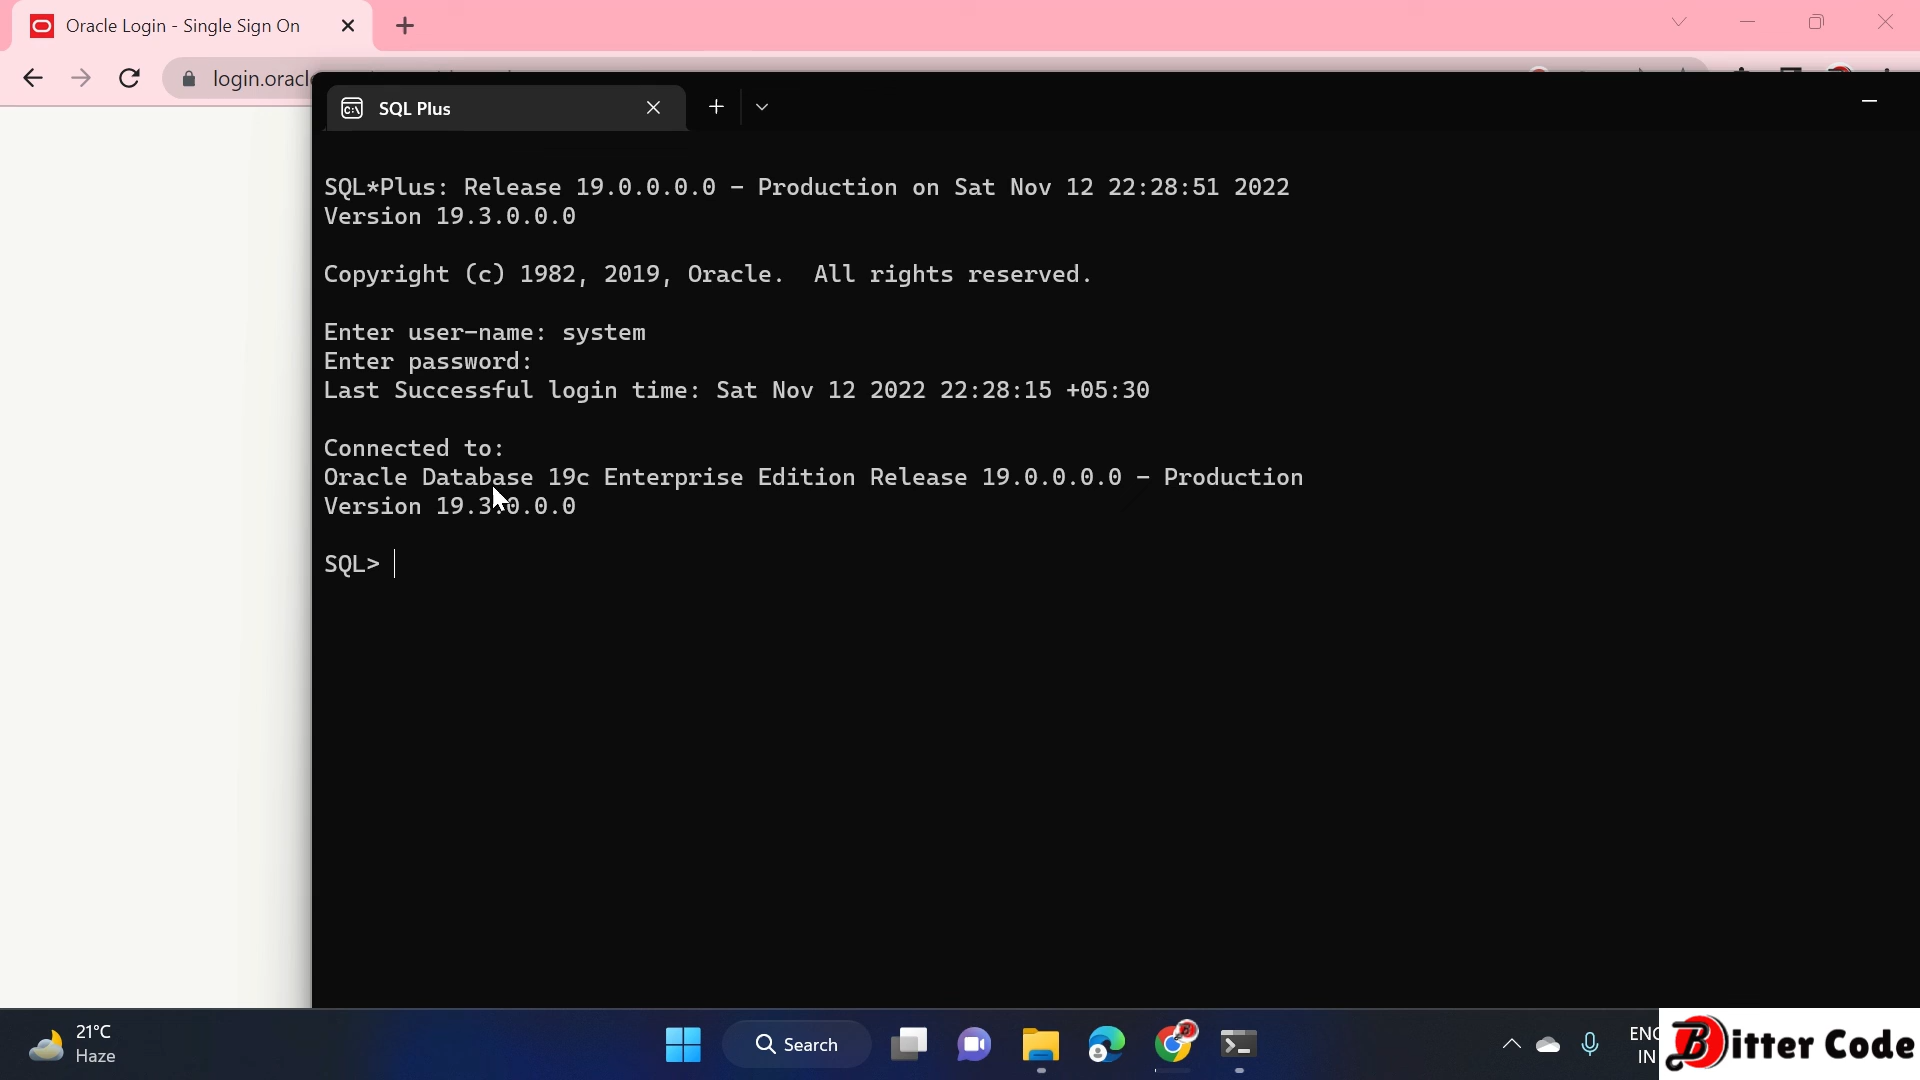 Oracle Login - Single Sign On
login.oracle
SQL Plus
SQL*Plus: Release 19.0.0.0.0 - Production on Sat Nov 12 22:28:51 2022
Version 19.3.0.0.0
Copyright (c) 1982, 2019, Oracle.  All rights reserved.
Enter user-name: system
Enter password:
Last Successful login time: Sat Nov 12 2022 22:28:15 +05:30
Connected to:
Oracle Database 19c Enterprise Edition Release 19.0.0.0.0 - Production
Version 19.3.0.0.0
SQL>
21°C
Haze
Search
ENG
IN
Bitter Code